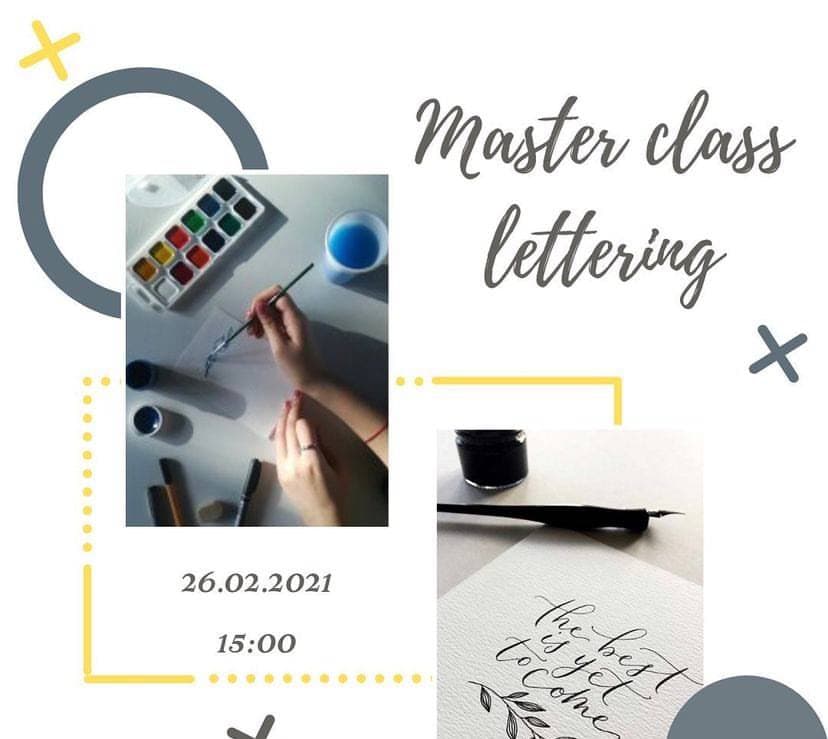 Master class
lettering
26.02.2021
15:00
the best
is yet
to come